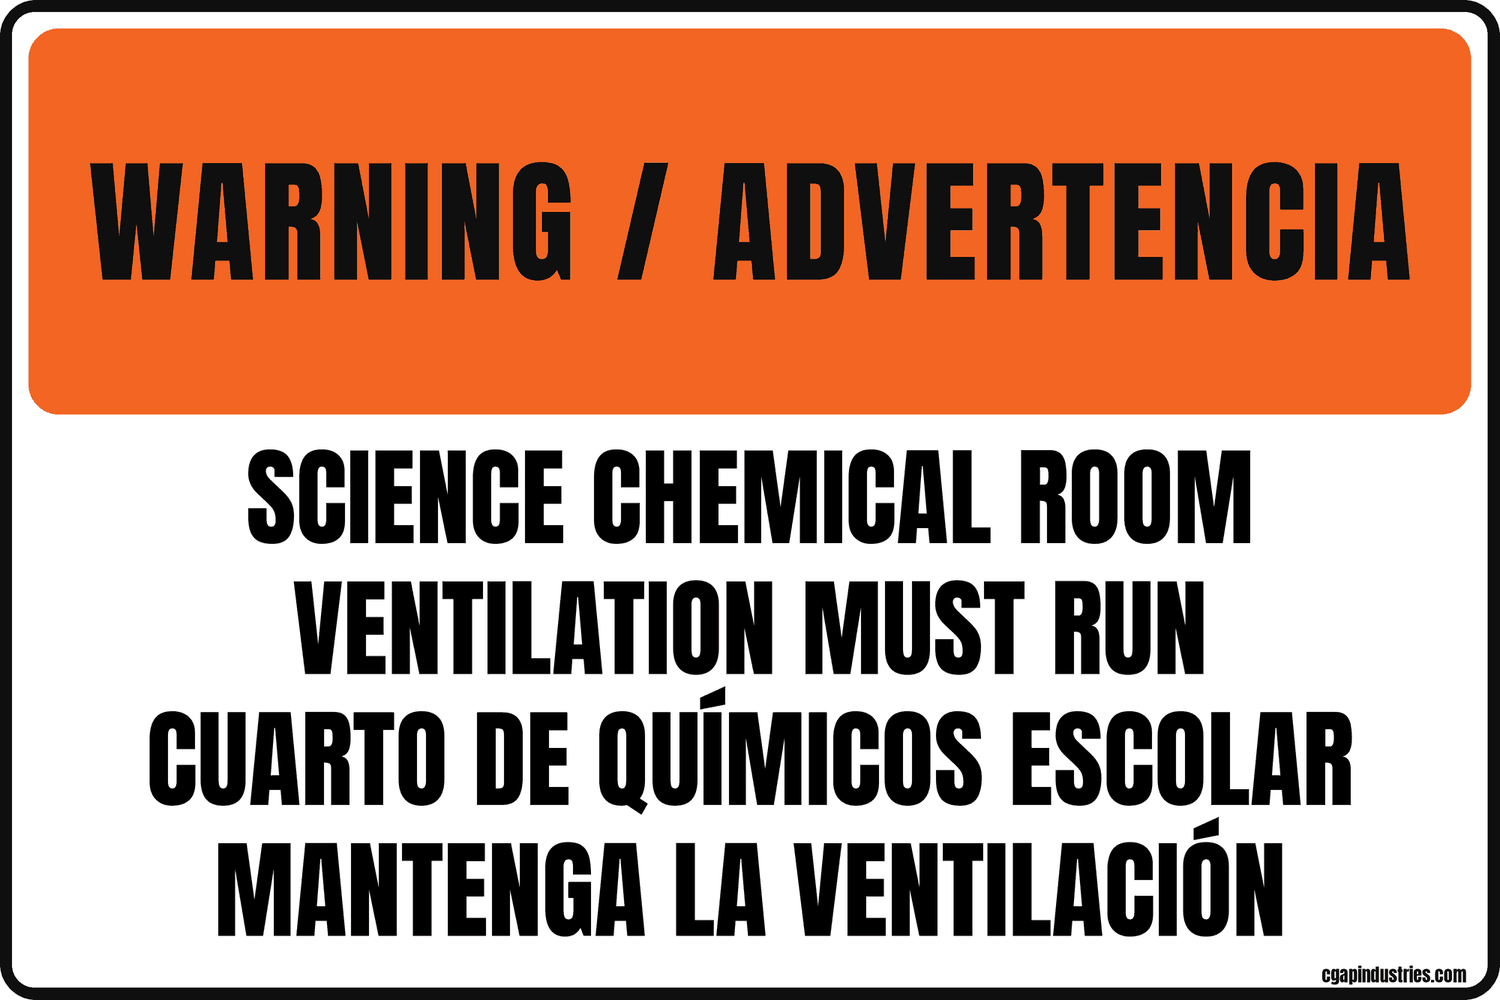 WARNING / ADVERTENCIA
SCIENCE CHEMICAL ROOM
VENTILATION MUST RUN
CUARTO DE QUÍMICOS ESCOLAR
MANTENGA LA VENTILACIÓN
cgapindustries.com